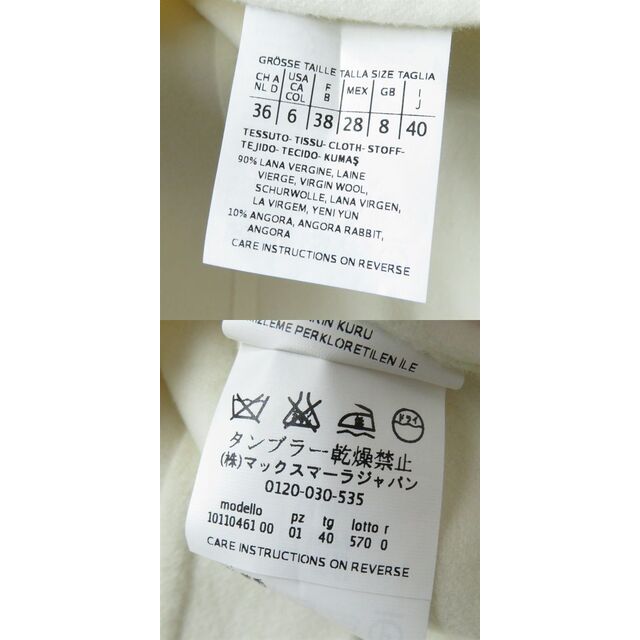 GRÖSSE TAILLE TALLA SIZE TAGLIA
CH A NL D USA CA COL F B MEX GB I J
36 6 38 28 8 40
TESSUTO- TISSU- CLOTH- STOFF-
TEJIDO- TECIDO- KUMAŞ
90% LANA VERGINE, LAINE
VIERGE, VIRGIN WOOL,
SCHURWOLLE, LANA VIRGEN,
LA VIRGEM, YENI YUN
10% ANGORA, ANGORA RABBIT,
ANGORA
CARE INSTRUCTIONS ON REVERSE
KURU
PERKLORETILEN ILE
ドライ
タンブラー乾燥禁止
(株)マックスマーラジャパン
0120-030-535
modello pz tg lotto r
10110461 00 01 40 570 0
CARE INSTRUCTIONS ON REVERSE